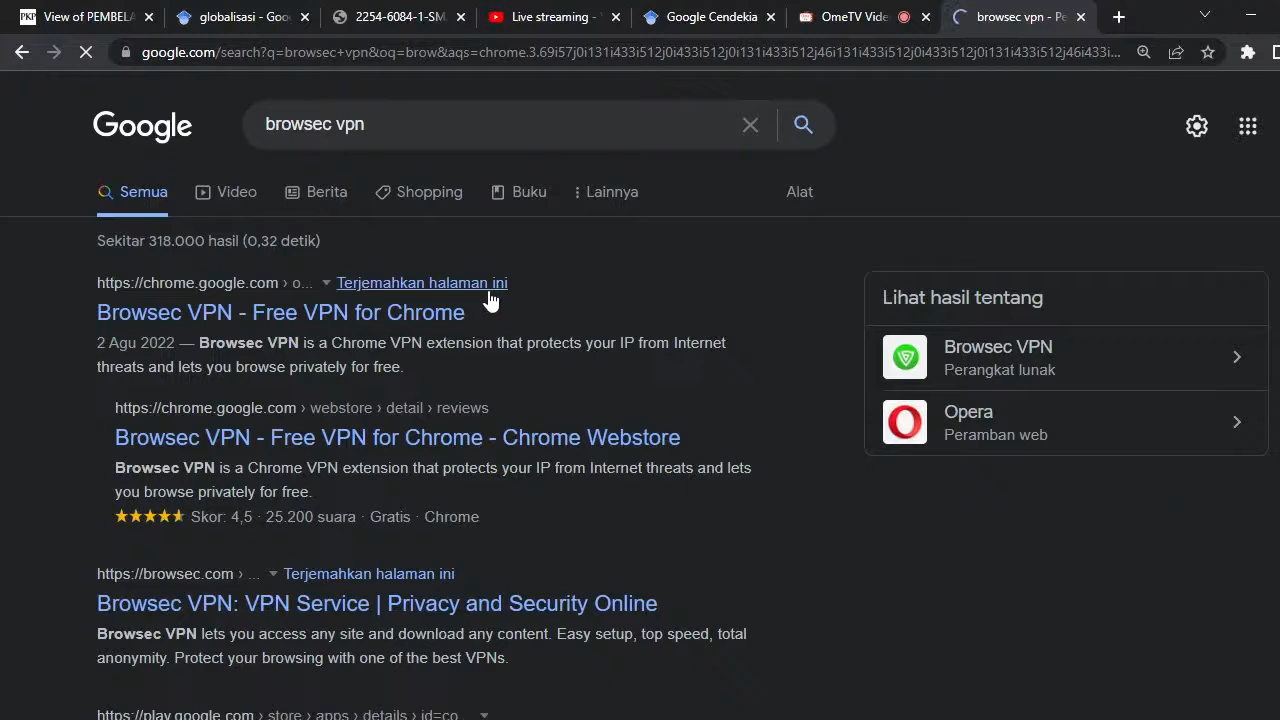 View of PEMBELA
globalisasi - Goo
2254-6084-1-SM.
Live streaming -
Google Cendekia
OmeTV Vide
browsec vpn - Pe
google.com/search?q=browsec+vpn&oq=brow&aqs=chrome.3.69i57j0i131i433i512j0i433i512j0i131i433i512j46i131i433i512j0i433i512j0i131i433i512j46i433i...
Google
browsec vpn
Semua Video Berita Shopping Buku Lainnya Alat
Sekitar 318.000 hasil (0,32 detik)
https://chrome.google.com › o... Terjemahkan halaman ini
Browsec VPN - Free VPN for Chrome
2 Agu 2022 — Browsec VPN is a Chrome VPN extension that protects your IP from Internet
threats and lets you browse privately for free.
https://chrome.google.com › webstore › detail › reviews
Browsec VPN - Free VPN for Chrome - Chrome Webstore
Browsec VPN is a Chrome VPN extension that protects your IP from Internet threats and lets
you browse privately for free.
Skor: 4,5 · 25.200 suara · Gratis · Chrome
https://browsec.com › ... Terjemahkan halaman ini
Browsec VPN: VPN Service | Privacy and Security Online
Browsec VPN lets you access any site and download any content. Easy setup, top speed, total
anonymity. Protect your browsing with one of the best VPNs.
https://play.google.com › store › apps › details › id=co...
Lihat hasil tentang
Browsec VPN
Perangkat lunak
Opera
Peramban web